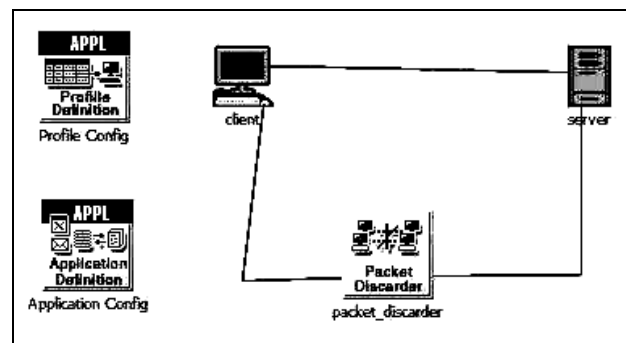 APPL
Profile
Definition
Profile Config
client
server
APPL
Application
Definition
Application Config
Packet
Discarder
packet_discarder